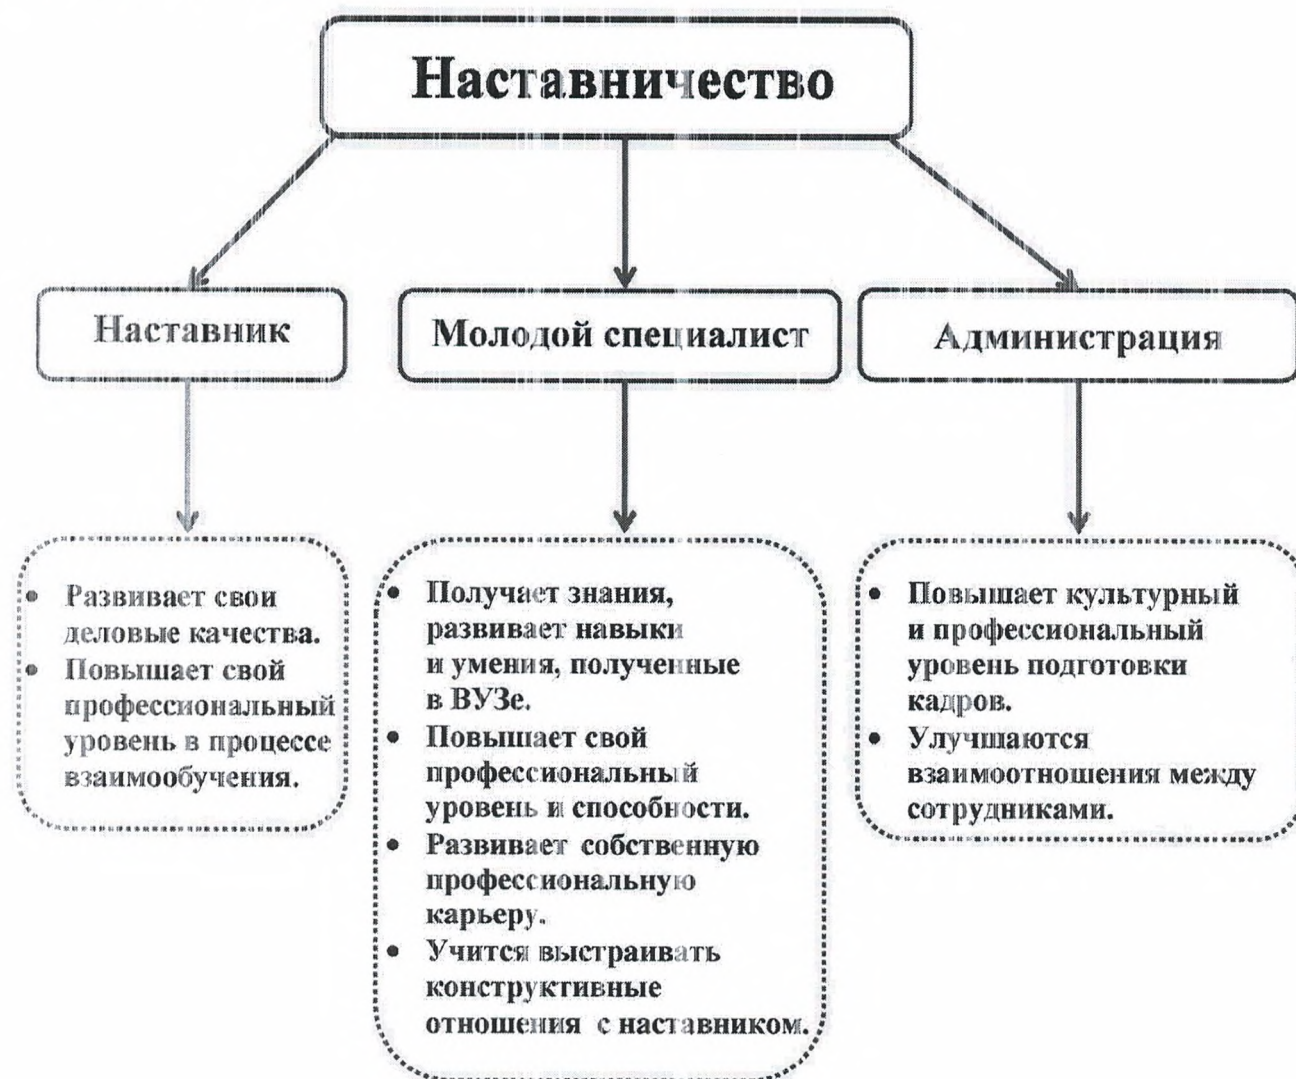 Наставничество
Наставник
Молодой специалист
Администрация
• Развивает свои
деловые качества.
• Повышает свой
профессиональный
уровень в процессе
взаимообучения.
• Получает знания,
развивает навыки
и умения, полученные
в ВУЗе.
• Повышает свой
профессиональный
уровень и способности.
• Развивает собственную
профессиональную
карьеру.
• Учится выстраивать
конструктивные
отношения с наставником.
• Повышает культурный
и профессиональный
уровень подготовки
кадров.
• Улучшаются
взаимоотношения между
сотрудниками.